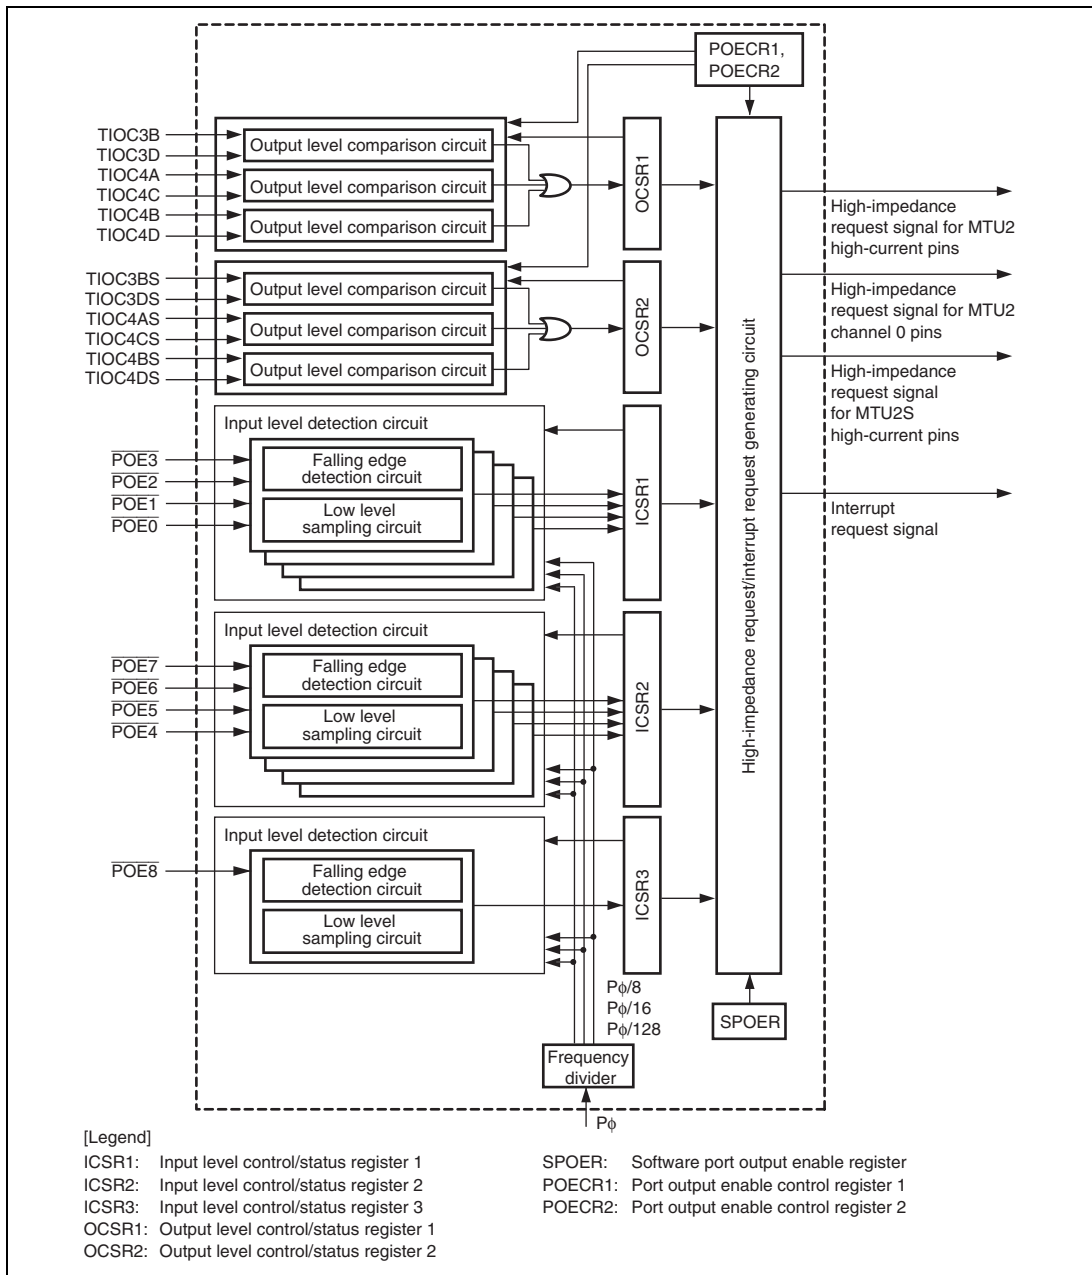 POECR1,
POECR2
TIOC3B
TIOC3D
TIOC4A
TIOC4C
TIOC4B
TIOC4D
Output level comparison circuit
Output level comparison circuit
Output level comparison circuit
OCSR1
TIOC3BS
TIOC3DS
TIOC4AS
TIOC4CS
TIOC4BS
TIOC4DS
Output level comparison circuit
Output level comparison circuit
Output level comparison circuit
OCSR2
Input level detection circuit
POE3
POE2
POE1
POE0
Falling edge
detection circuit
Low level
sampling circuit
ICSR1
Input level detection circuit
POE7
POE6
POE5
POE4
Falling edge
detection circuit
Low level
sampling circuit
ICSR2
Input level detection circuit
POE8
Falling edge
detection circuit
Low level
sampling circuit
ICSR3
High-impedance request/interrupt request generating circuit
High-impedance
request signal for MTU2
high-current pins
High-impedance
request signal for MTU2
channel 0 pins
High-impedance
request signal
for MTU2S
high-current pins
Interrupt
request signal
Pϕ/8
Pϕ/16
Pϕ/128
SPOER
Frequency
divider
Pϕ
[Legend]
ICSR1: Input level control/status register 1
ICSR2: Input level control/status register 2
ICSR3: Input level control/status register 3
OCSR1: Output level control/status register 1
OCSR2: Output level control/status register 2
SPOER: Software port output enable register
POECR1: Port output enable control register 1
POECR2: Port output enable control register 2